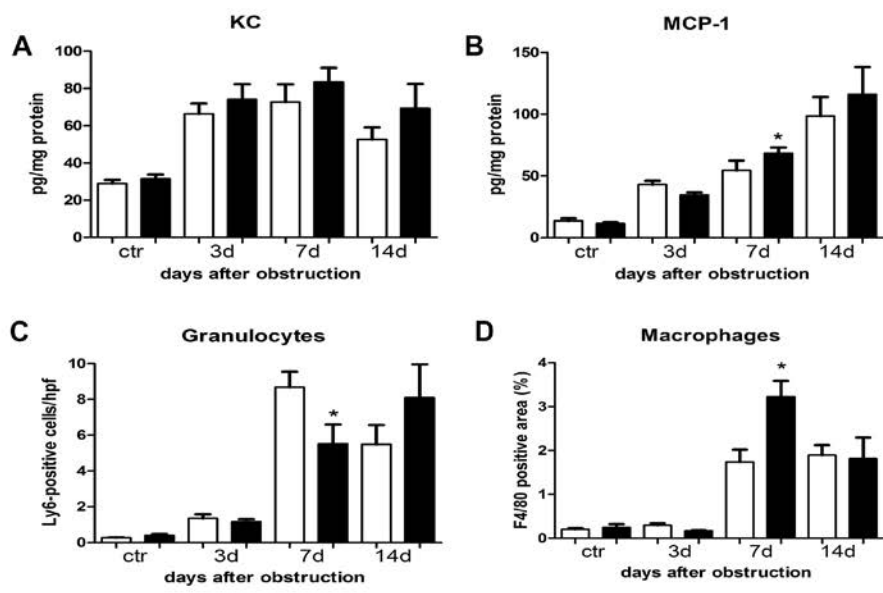 KC
A
pg/mg protein
100
80
60
40
20
0
ctr 3d 7d 14d
days after obstruction
MCP-1
B
pg/mg protein
150
100
50
0
*
ctr 3d 7d 14d
days after obstruction
C
Granulocytes
Ly6-positive cells/hpf
10
8
6
4
2
0
*
ctr 3d 7d 14d
days after obstruction
D
Macrophages
F4/80 positive area (%)
4
3
2
1
0
*
ctr 3d 7d 14d
days after obstruction